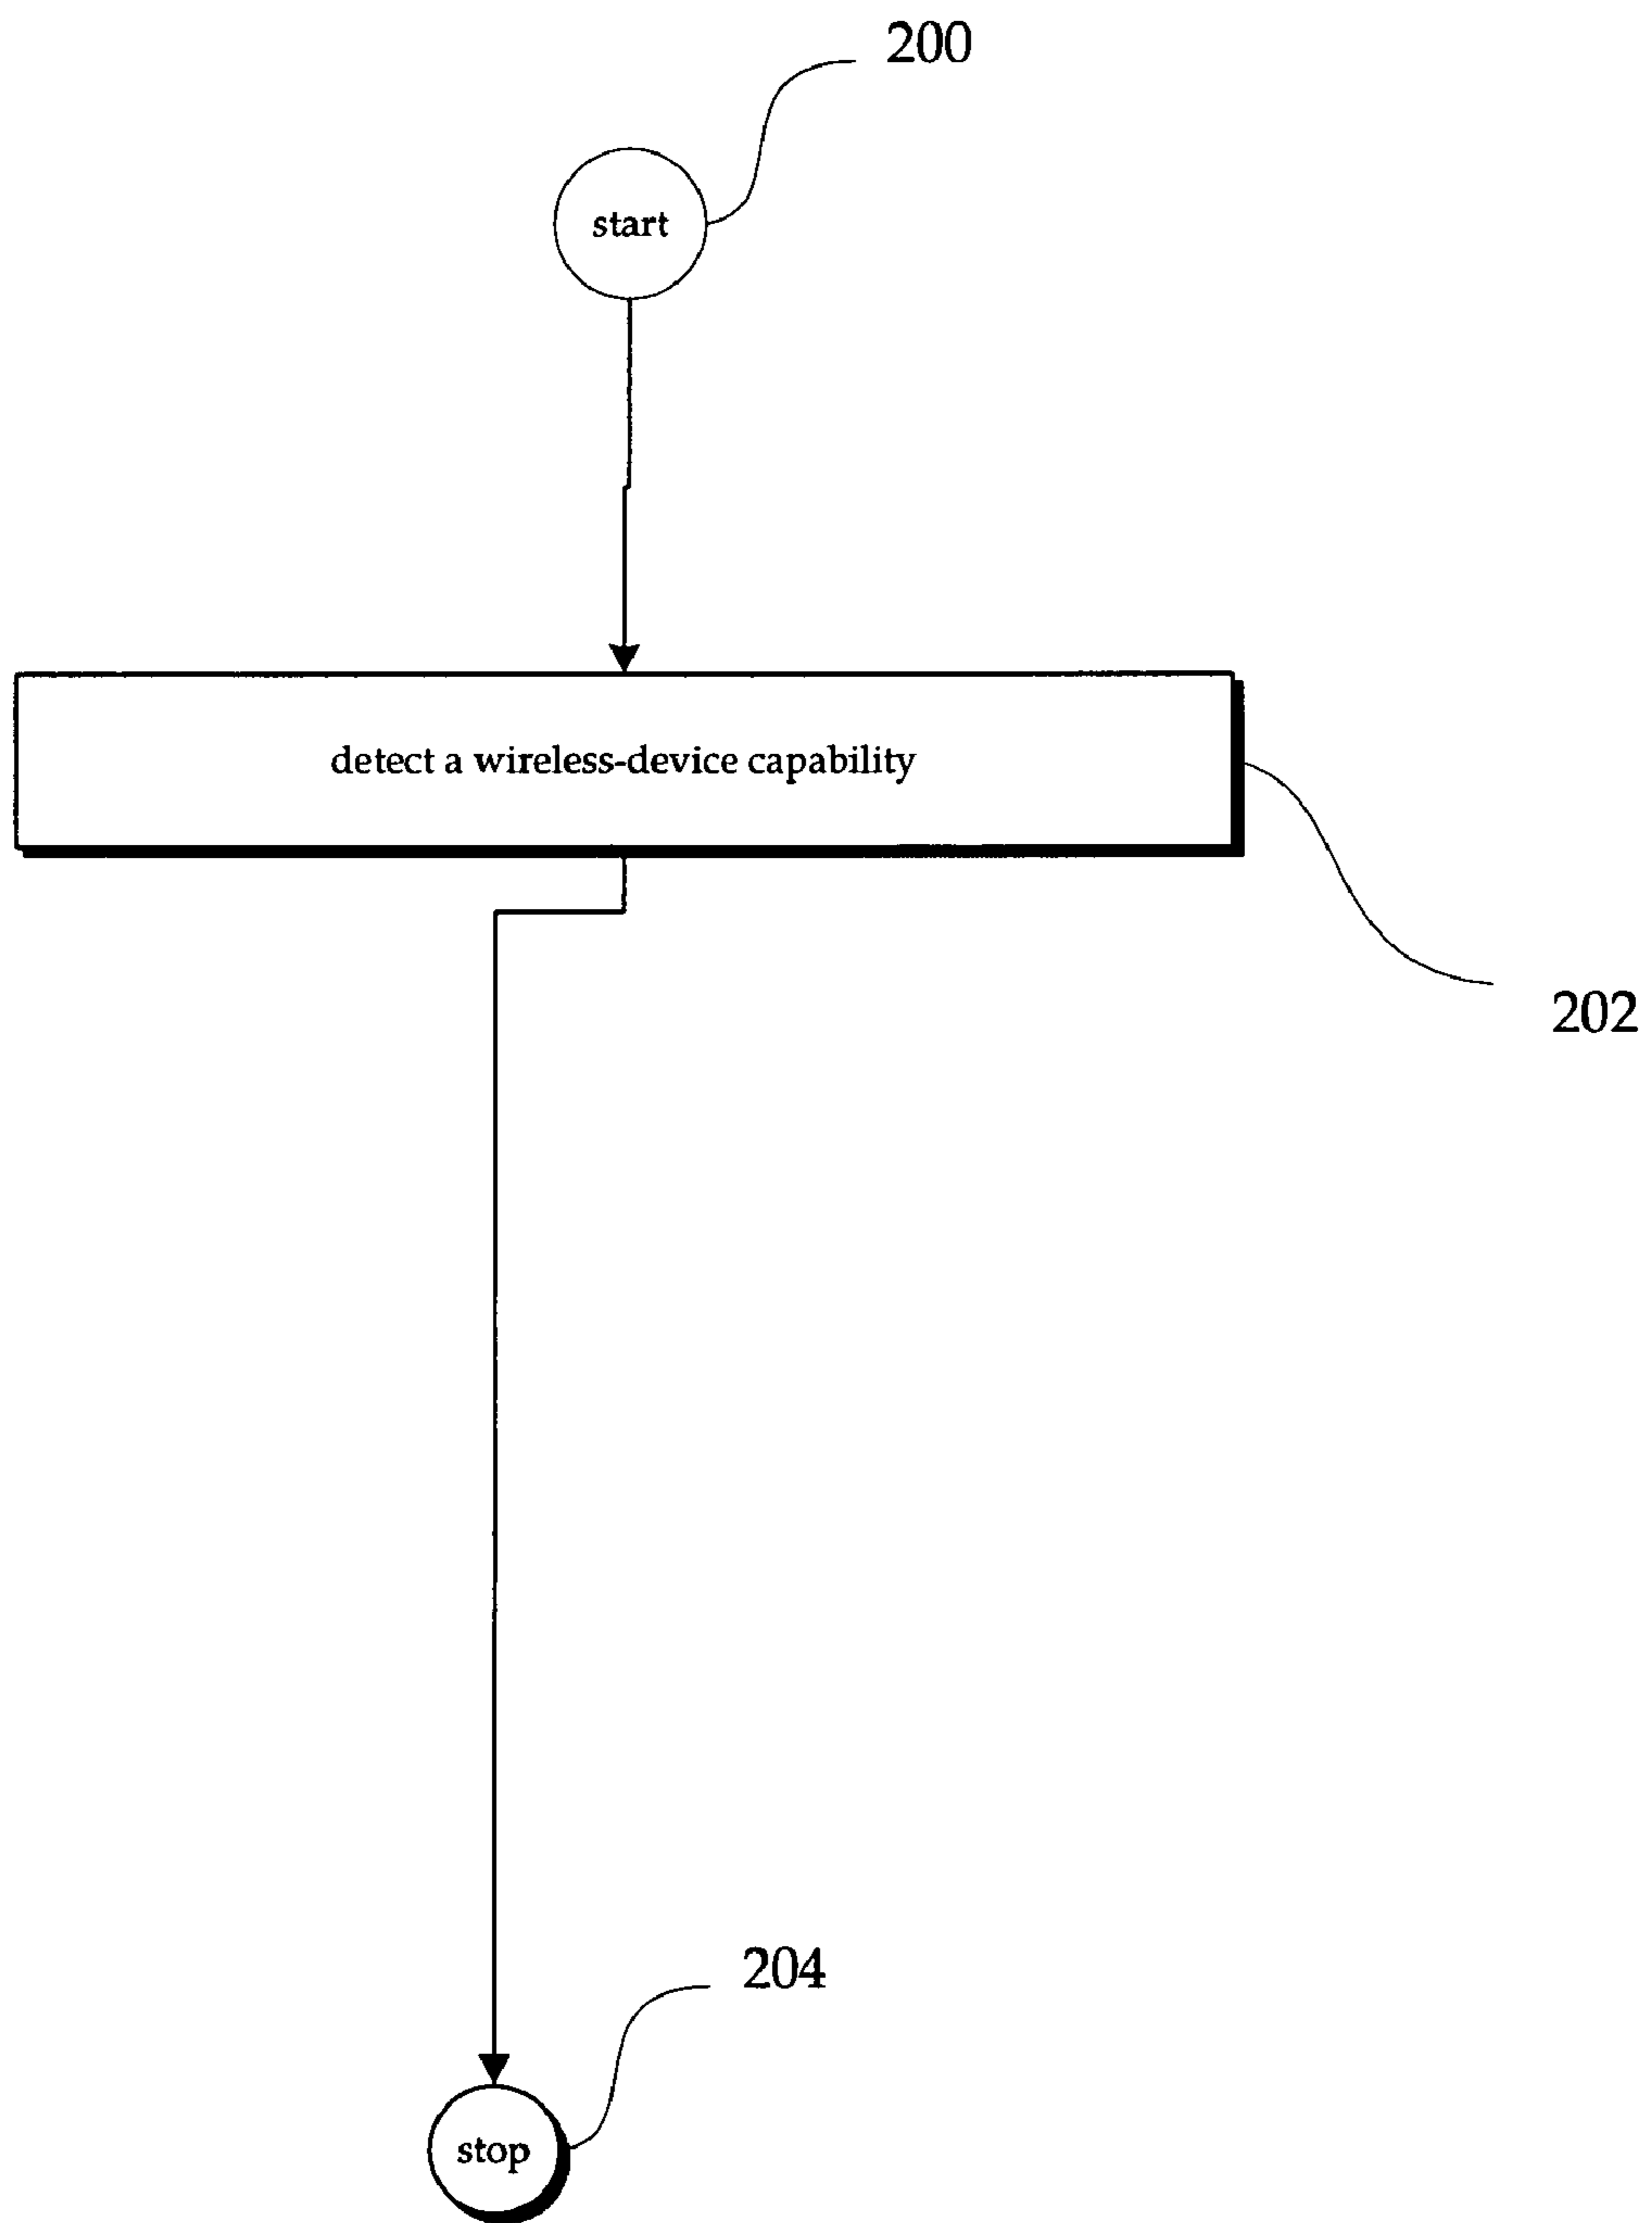 200
start
detect a wireless-device capability
202
204
stop